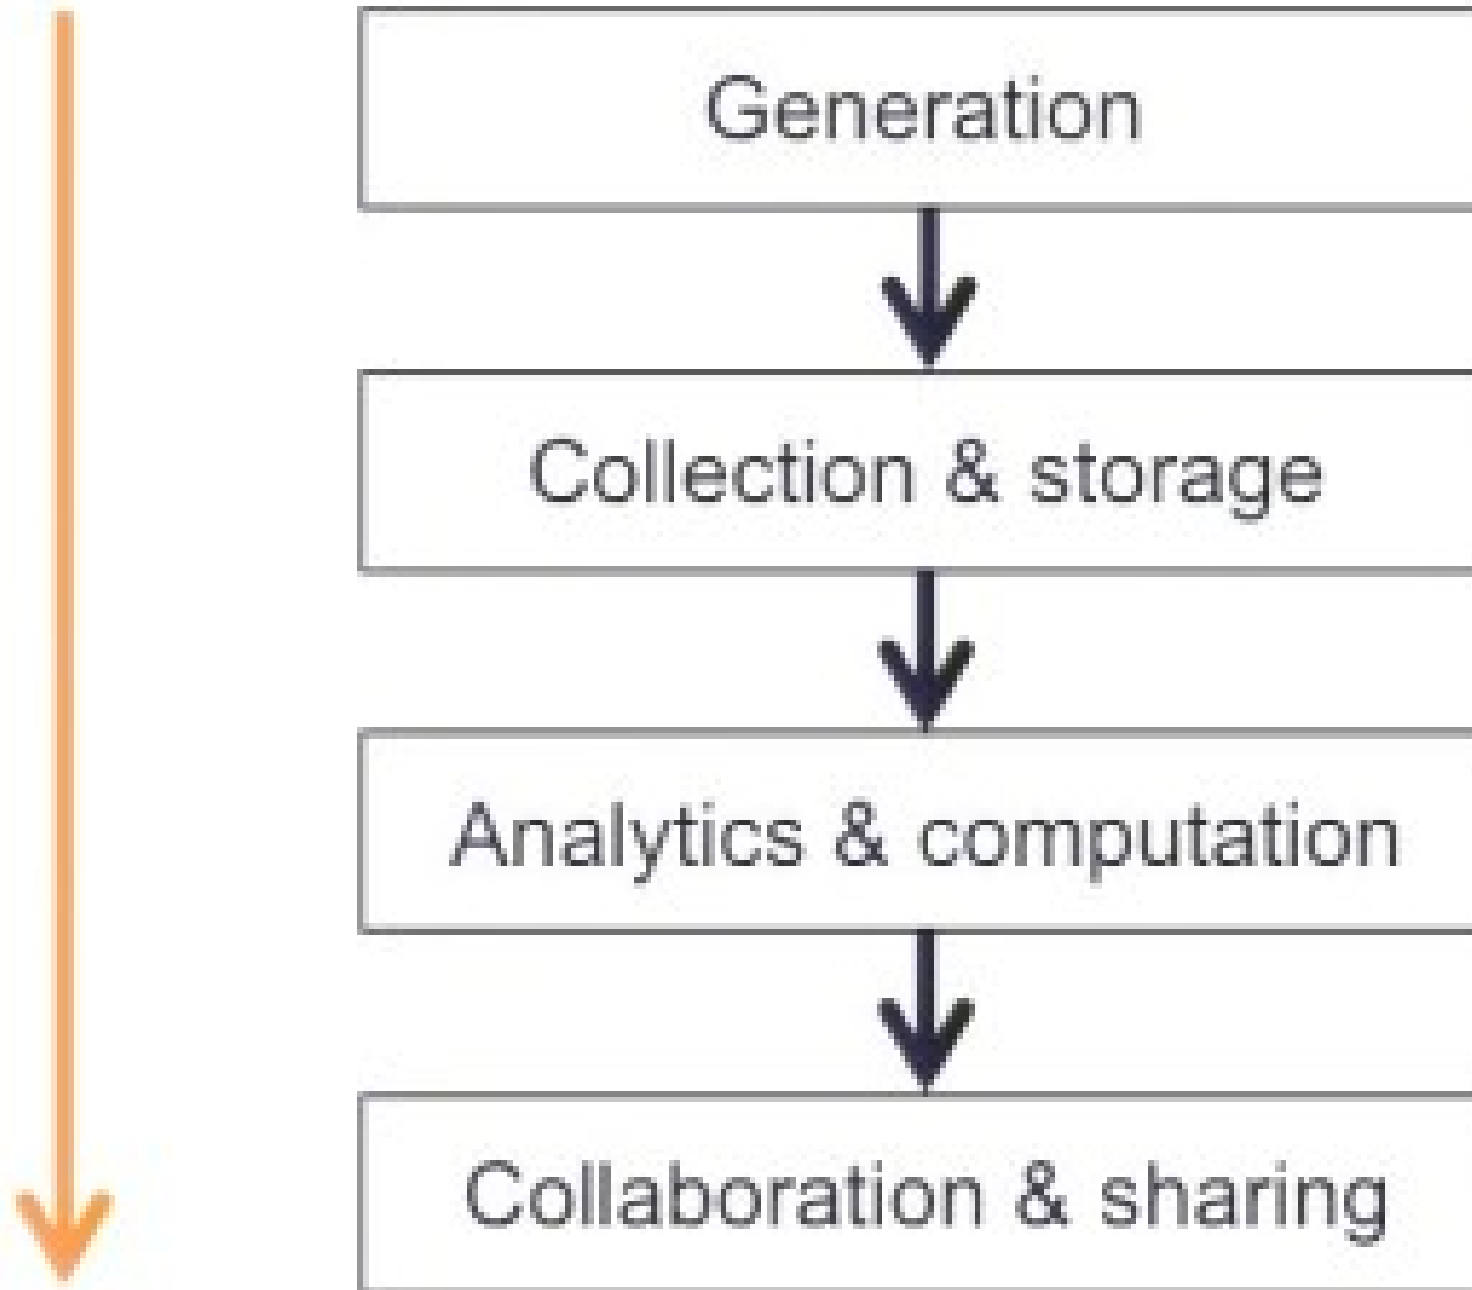 Generation
Collection & storage
Analytics & computation
Collaboration & sharing